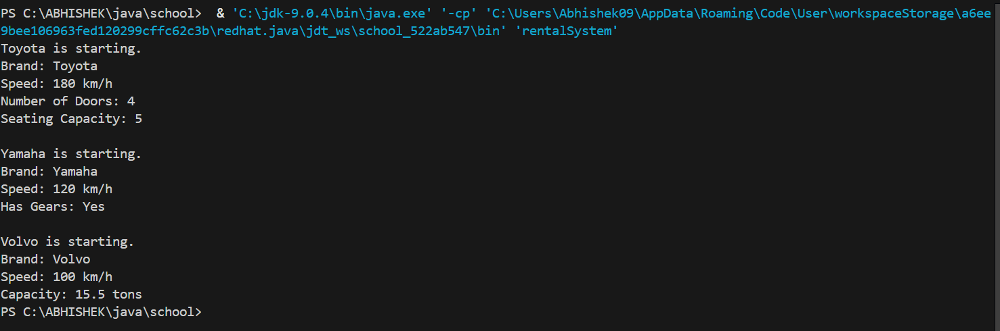 PS C:\ABHISHEK\java\school>  & 'C:\jdk-9.0.4\bin\java.exe' '-cp' 'C:\Users\Abhishek09\AppData\Roaming\Code\User\workspaceStorage\a6ee
9bee106963fed120299cffc62c3b\redhat.java\jdt_ws\school_522ab547\bin' 'rentalSystem'
Toyota is starting.
Brand: Toyota
Speed: 180 km/h
Number of Doors: 4
Seating Capacity: 5

Yamaha is starting.
Brand: Yamaha
Speed: 120 km/h
Has Gears: Yes

Volvo is starting.
Brand: Volvo
Speed: 100 km/h
Capacity: 15.5 tons
PS C:\ABHISHEK\java\school>